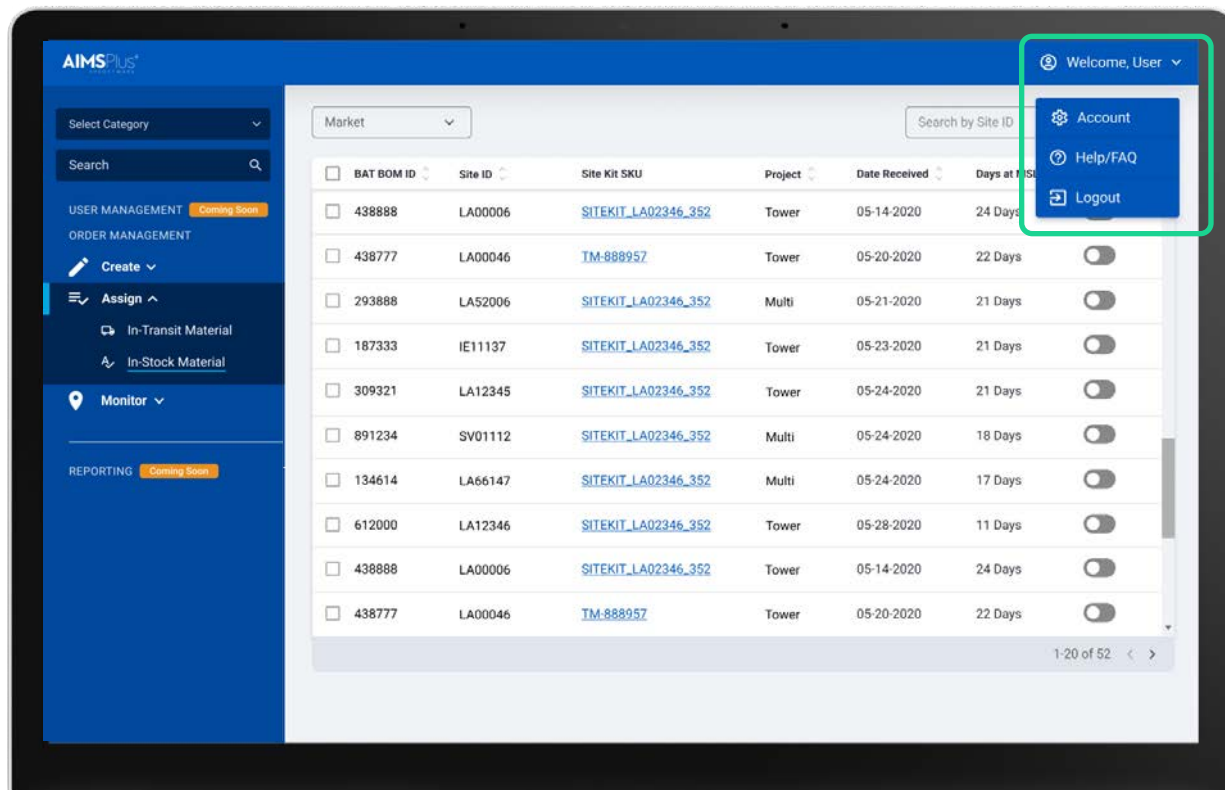 AIMSPlus+
Welcome, User
Account
Help/FAQ
Logout
Select Category
Search
USER MANAGEMENT Coming Soon
ORDER MANAGEMENT
Create
Assign
In-Transit Material
In-Stock Material
Monitor
REPORTING Coming Soon
Market
Search by Site ID
BAT BOM ID Site ID Site Kit SKU Project Date Received Days at
438888 LA00006 SITEKIT_LA02346_352 Tower 05-14-2020 24 Days
438777 LA00046 TM-888957 Tower 05-20-2020 22 Days
293888 LA52006 SITEKIT_LA02346_352 Multi 05-21-2020 21 Days
187333 IE11137 SITEKIT_LA02346_352 Tower 05-23-2020 21 Days
309321 LA12345 SITEKIT_LA02346_352 Tower 05-24-2020 21 Days
891234 SV01112 SITEKIT_LA02346_352 Multi 05-24-2020 18 Days
134614 LA66147 SITEKIT_LA02346_352 Multi 05-24-2020 17 Days
612000 LA12346 SITEKIT_LA02346_352 Tower 05-28-2020 11 Days
438888 LA00006 SITEKIT_LA02346_352 Tower 05-14-2020 24 Days
438777 LA00046 TM-888957 Tower 05-20-2020 22 Days
1-20 of 52